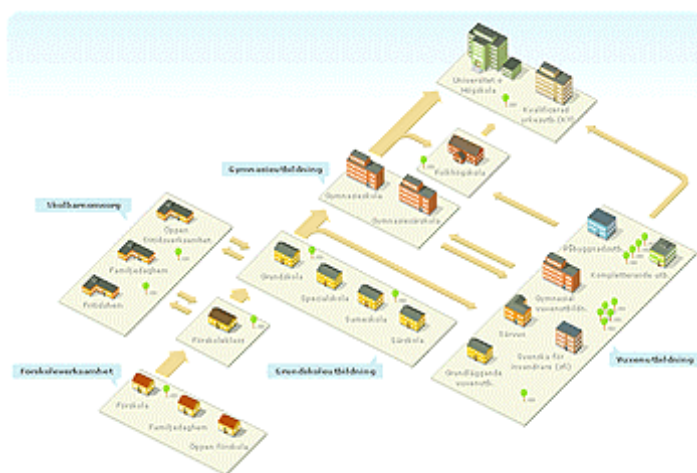 Universitet o
Högskola
Kvalificerad
yrkesutb. (KY)
Folkhögskola
Gymnasieutbildning
Gymnasieskola
Gymnasiesärskola
Skolbarnomsorg
Öppen
fritidsverksamhet
Familjedaghem
Fritidshem
Grundskola
Specialskola
Sameskola
Särskola
Påbyggnadsutb.
Kompletterande utb.
Gymnasial
vuxenutbildn.
Särvux
Svenska för
invandrare (sfi)
Grundläggande
vuxenutb.
Vuxenutbildning
Förskoleklass
Förskoleverksamhet
Grundskoleutbildning
Förskola
Familjedaghem
Öppen förskola